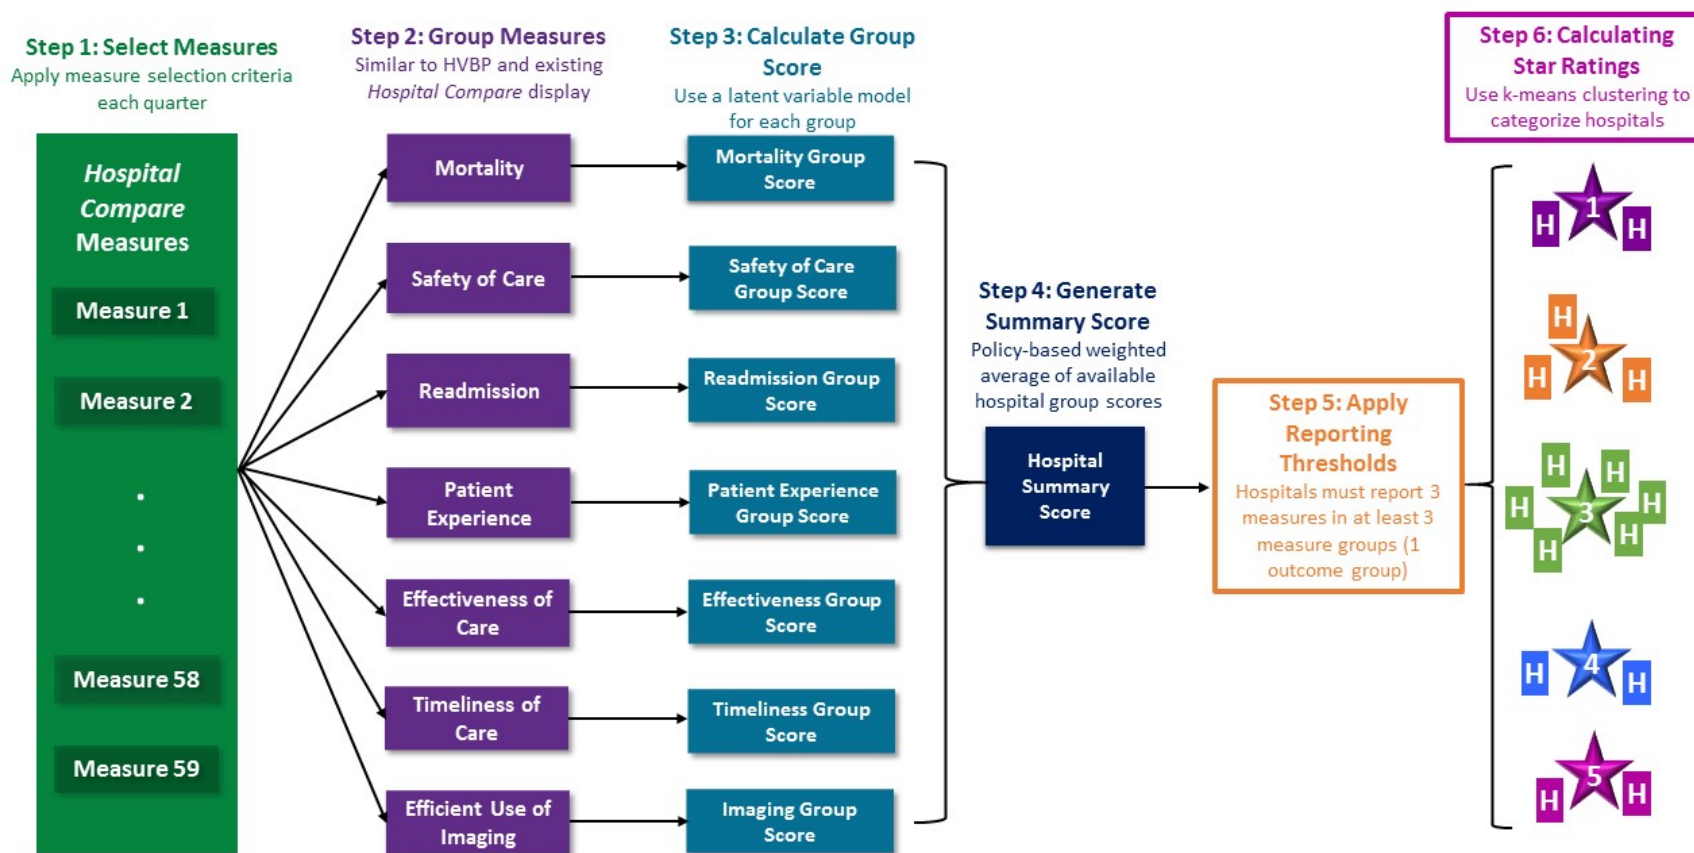 Step 1: Select Measures
Apply measure selection criteria
each quarter
Hospital
Compare
Measures
Measure 1
Measure 2
.
.
.
Measure 58
Measure 59
Step 2: Group Measures
Similar to HVBP and existing
Hospital Compare display
Mortality
Safety of Care
Readmission
Patient
Experience
Effectiveness of
Care
Timeliness of
Care
Efficient Use of
Imaging
Step 3: Calculate Group
Score
Use a latent variable model
for each group
Mortality Group
Score
Safety of Care
Group Score
Readmission Group
Score
Patient Experience
Group Score
Effectiveness Group
Score
Timeliness Group
Score
Imaging Group
Score
Step 4: Generate
Summary Score
Policy-based weighted
average of available
hospital group scores
Hospital
Summary
Score
Step 5: Apply
Reporting
Thresholds
Hospitals must report 3
measures in at least 3
measure groups (1
outcome group)
Step 6: Calculating
Star Ratings
Use k-means clustering to
categorize hospitals
H 1 H
H
H 2 H
H H
H 3 H
H H
H 4 H
H 5 H